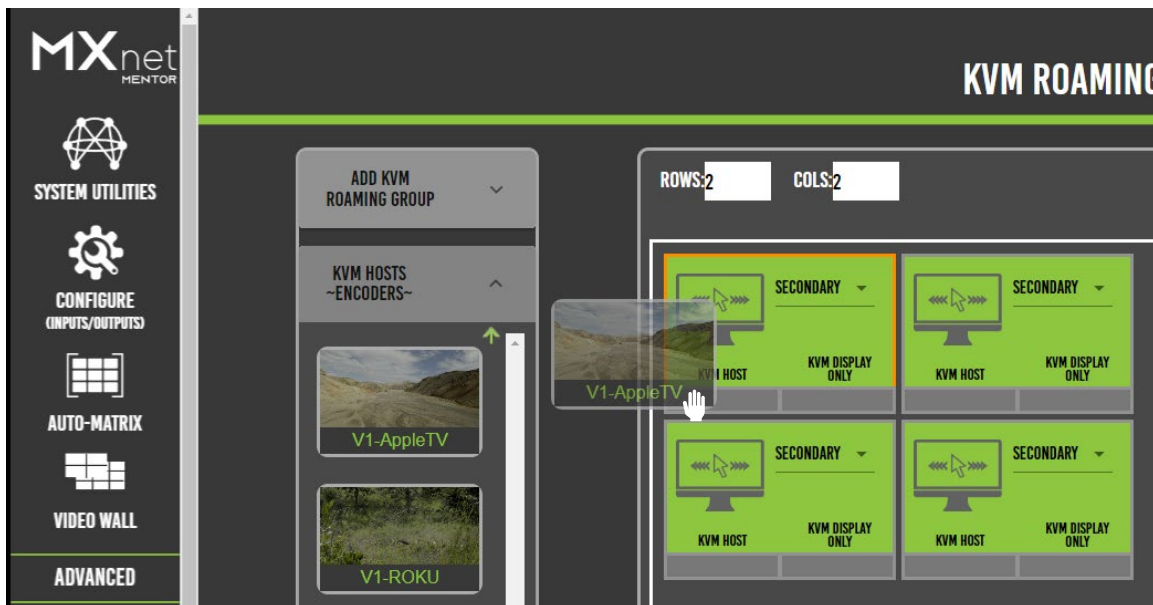 MXnet
MENTOR
SYSTEM UTILITIES
CONFIGURE
(INPUTS/OUTPUTS)
AUTO-MATRIX
VIDEO WALL
ADVANCED
KVM ROAMING
ADD KVM
ROAMING GROUP
KVM HOSTS
~ENCODERS~
V1-AppleTV
V1-ROKU
V1-AppleTV
ROWS:2 COLS:2
SECONDARY
KVM HOST
KVM DISPLAY
ONLY
SECONDARY
KVM HOST
KVM DISPLAY
ONLY
SECONDARY
KVM HOST
KVM DISPLAY
ONLY
SECONDARY
KVM HOST
KVM DISPLAY
ONLY